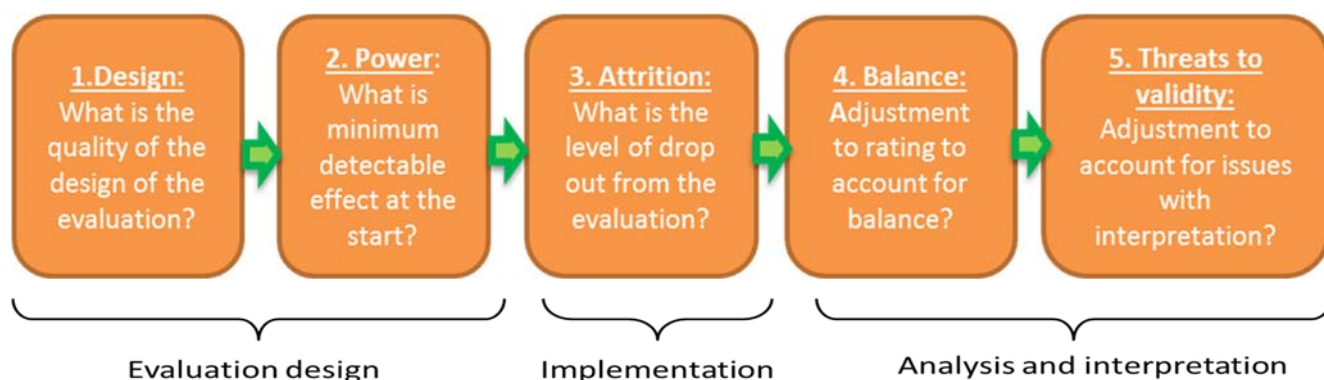 1.Design:
What is the
quality of the
design of the
evaluation?
2. Power:
What is
minimum
detectable
effect at the
start?
3. Attrition:
What is the
level of drop
out from the
evaluation?
4. Balance:
Adjustment
to rating to
account for
balance?
5. Threats to
validity:
Adjustment to
account for issues
with
interpretation?
Evaluation design
Implementation
Analysis and interpretation